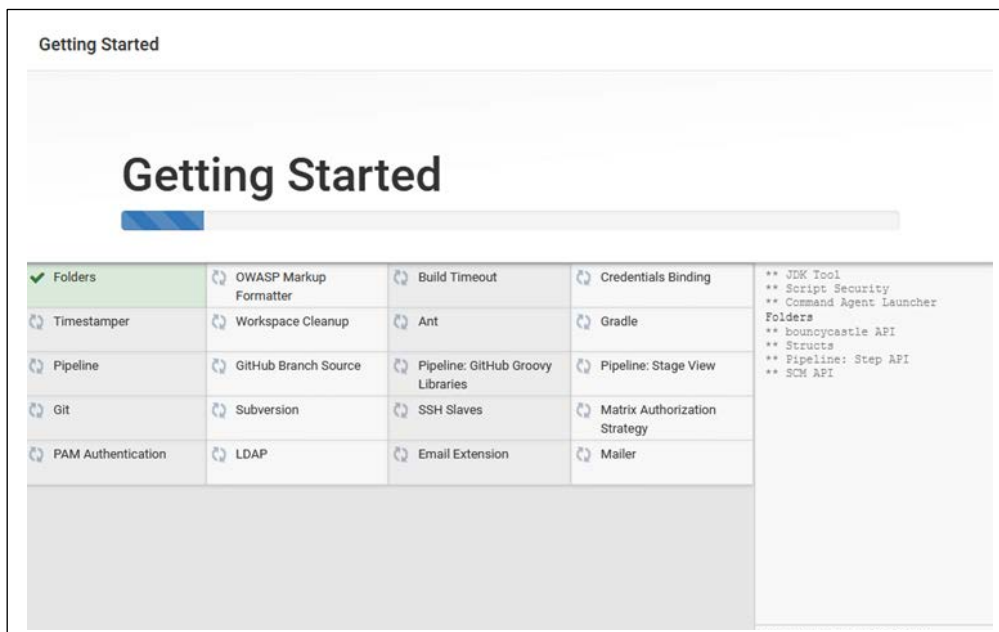 Getting Started
Getting Started
Folders
OWASP Markup
Formatter
Build Timeout
Credentials Binding
Timestamper
Workspace Cleanup
Ant
Gradle
Pipeline
GitHub Branch Source
Pipeline: GitHub Groovy
Libraries
Pipeline: Stage View
Git
Subversion
SSH Slaves
Matrix Authorization
Strategy
PAM Authentication
LDAP
Email Extension
Mailer
** JDK Tool
** Script Security
** Command Agent Launcher
Folders
** bouncycastle API
** Structs
** Pipeline: Step API
** SCM API